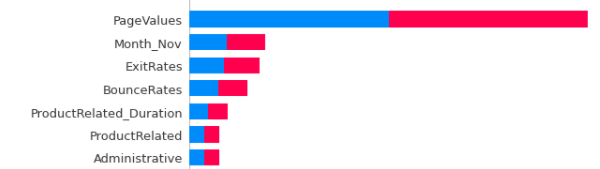 PageValues
Month_Nov
ExitRates
BounceRates
ProductRelated_Duration
ProductRelated
Administrative